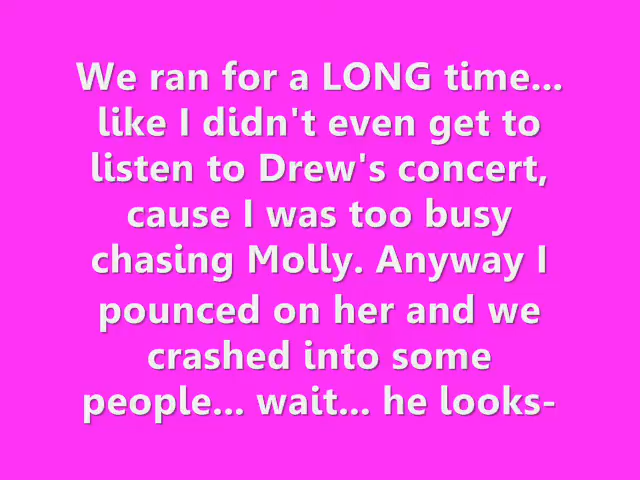 We ran for a LONG time...
like I didn't even get to
listen to Drew's concert,
cause I was too busy
chasing Molly. Anyway I
pounced on her and we
crashed into some
people... wait... he looks-